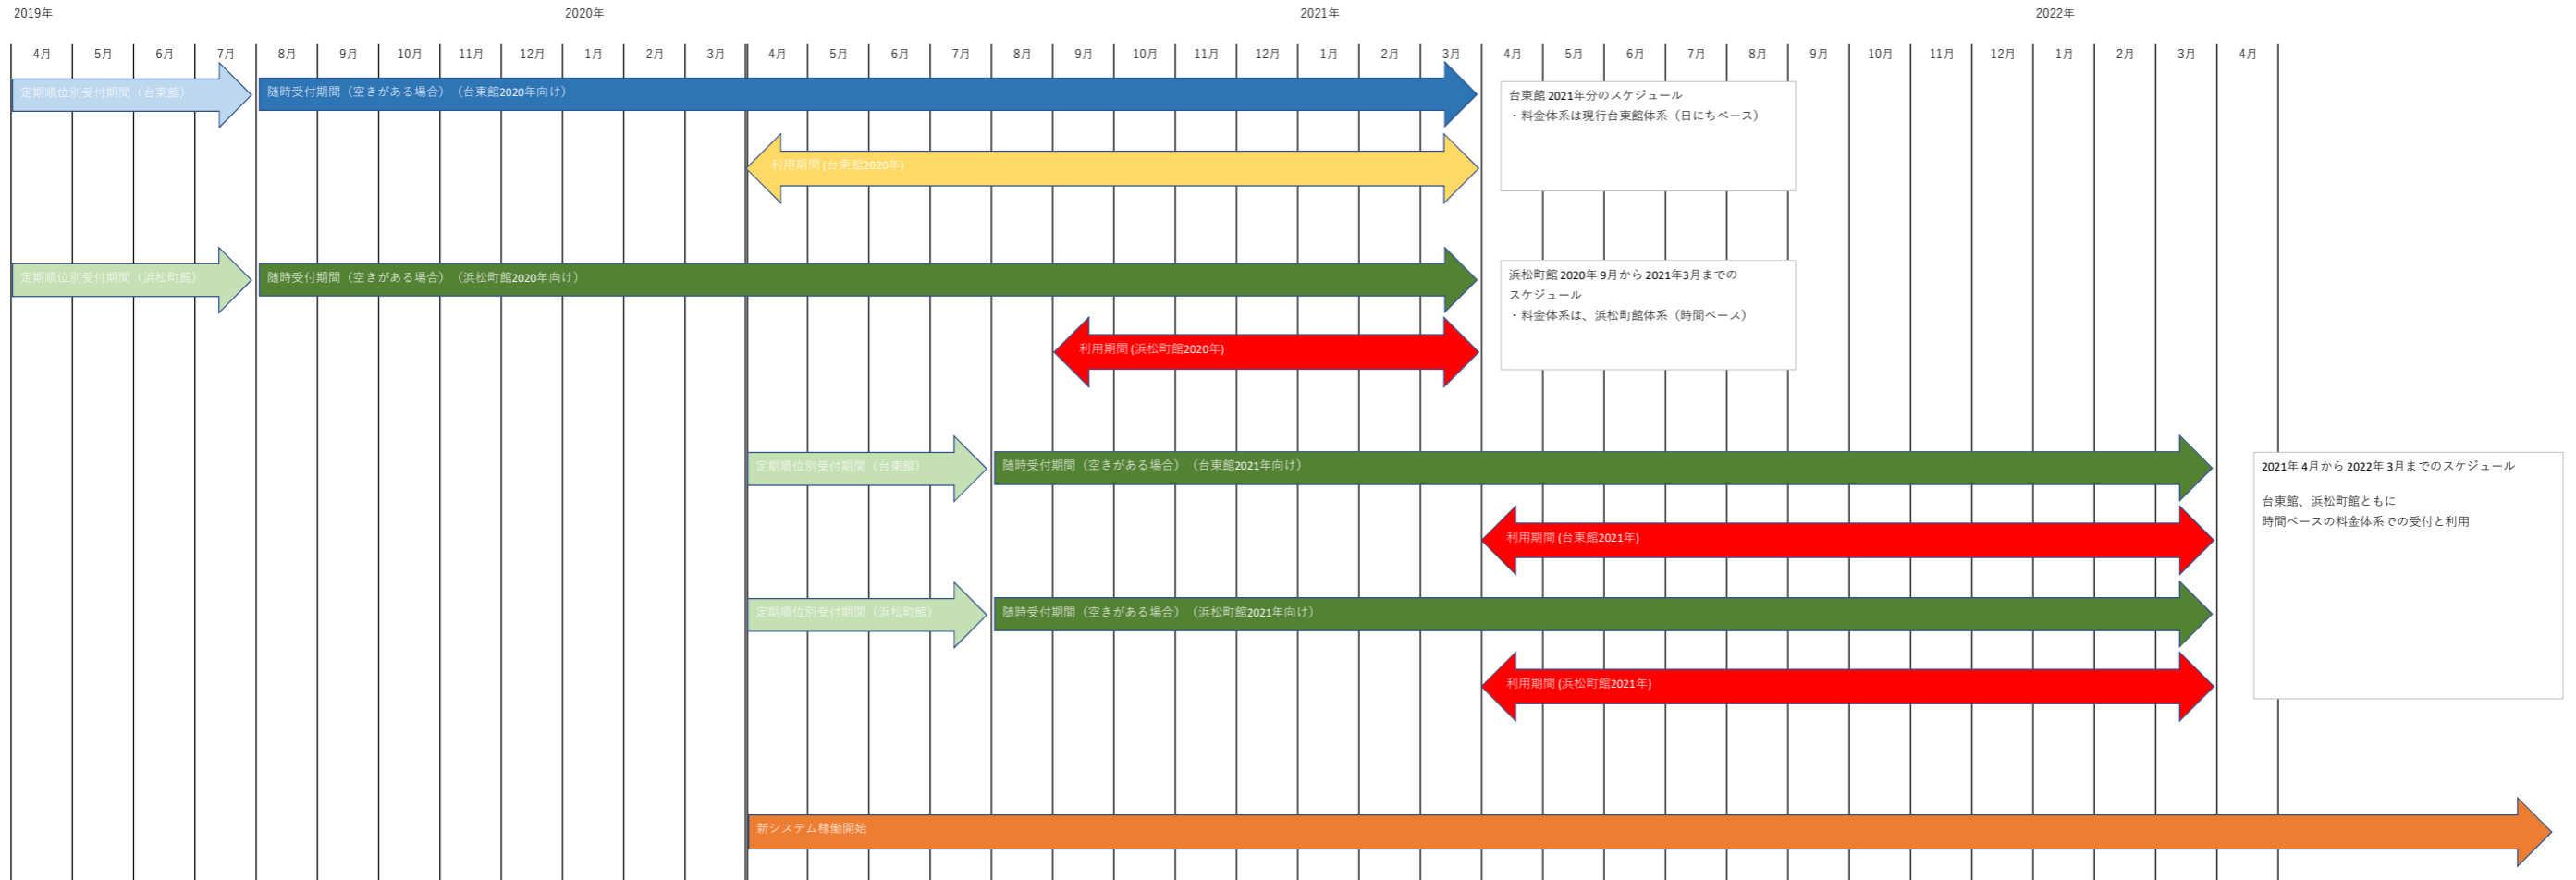 2019年 2020年 2021年 2022年
4月 5月 6月 7月 8月 9月 10月 11月 12月 1月 2月 3月 4月 5月 6月 7月 8月 9月 10月 11月 12月 1月 2月 3月 4月 5月 6月 7月 8月 9月 10月 11月 12月 1月 2月 3月 4月
定期順位別受付期間（台東館）
随時受付期間（空きがある場合）（台東館2020年向け）
台東館 2021年分のスケジュール
・料金体系は現行台東館体系（日にちベース）
利用期間 (台東館2020年)
定期順位別受付期間（浜松町館）
随時受付期間（空きがある場合）（浜松町館2020年向け）
浜松町館 2020年 9月から 2021年3月までの
スケジュール
・料金体系は、浜松町館体系（時間ベース）
利用期間 (浜松町館2020年)
定期順位別受付期間（台東館）
随時受付期間（空きがある場合）（台東館2021年向け）
2021年 4月から 2022年 3月までのスケジュール
台東館、浜松町館ともに
時間ベースの料金体系での受付と利用
利用期間 (台東館2021年)
定期順位別受付期間（浜松町館）
随時受付期間（空きがある場合）（浜松町館2021年向け）
利用期間 (浜松町館2021年)
新システム稼働開始